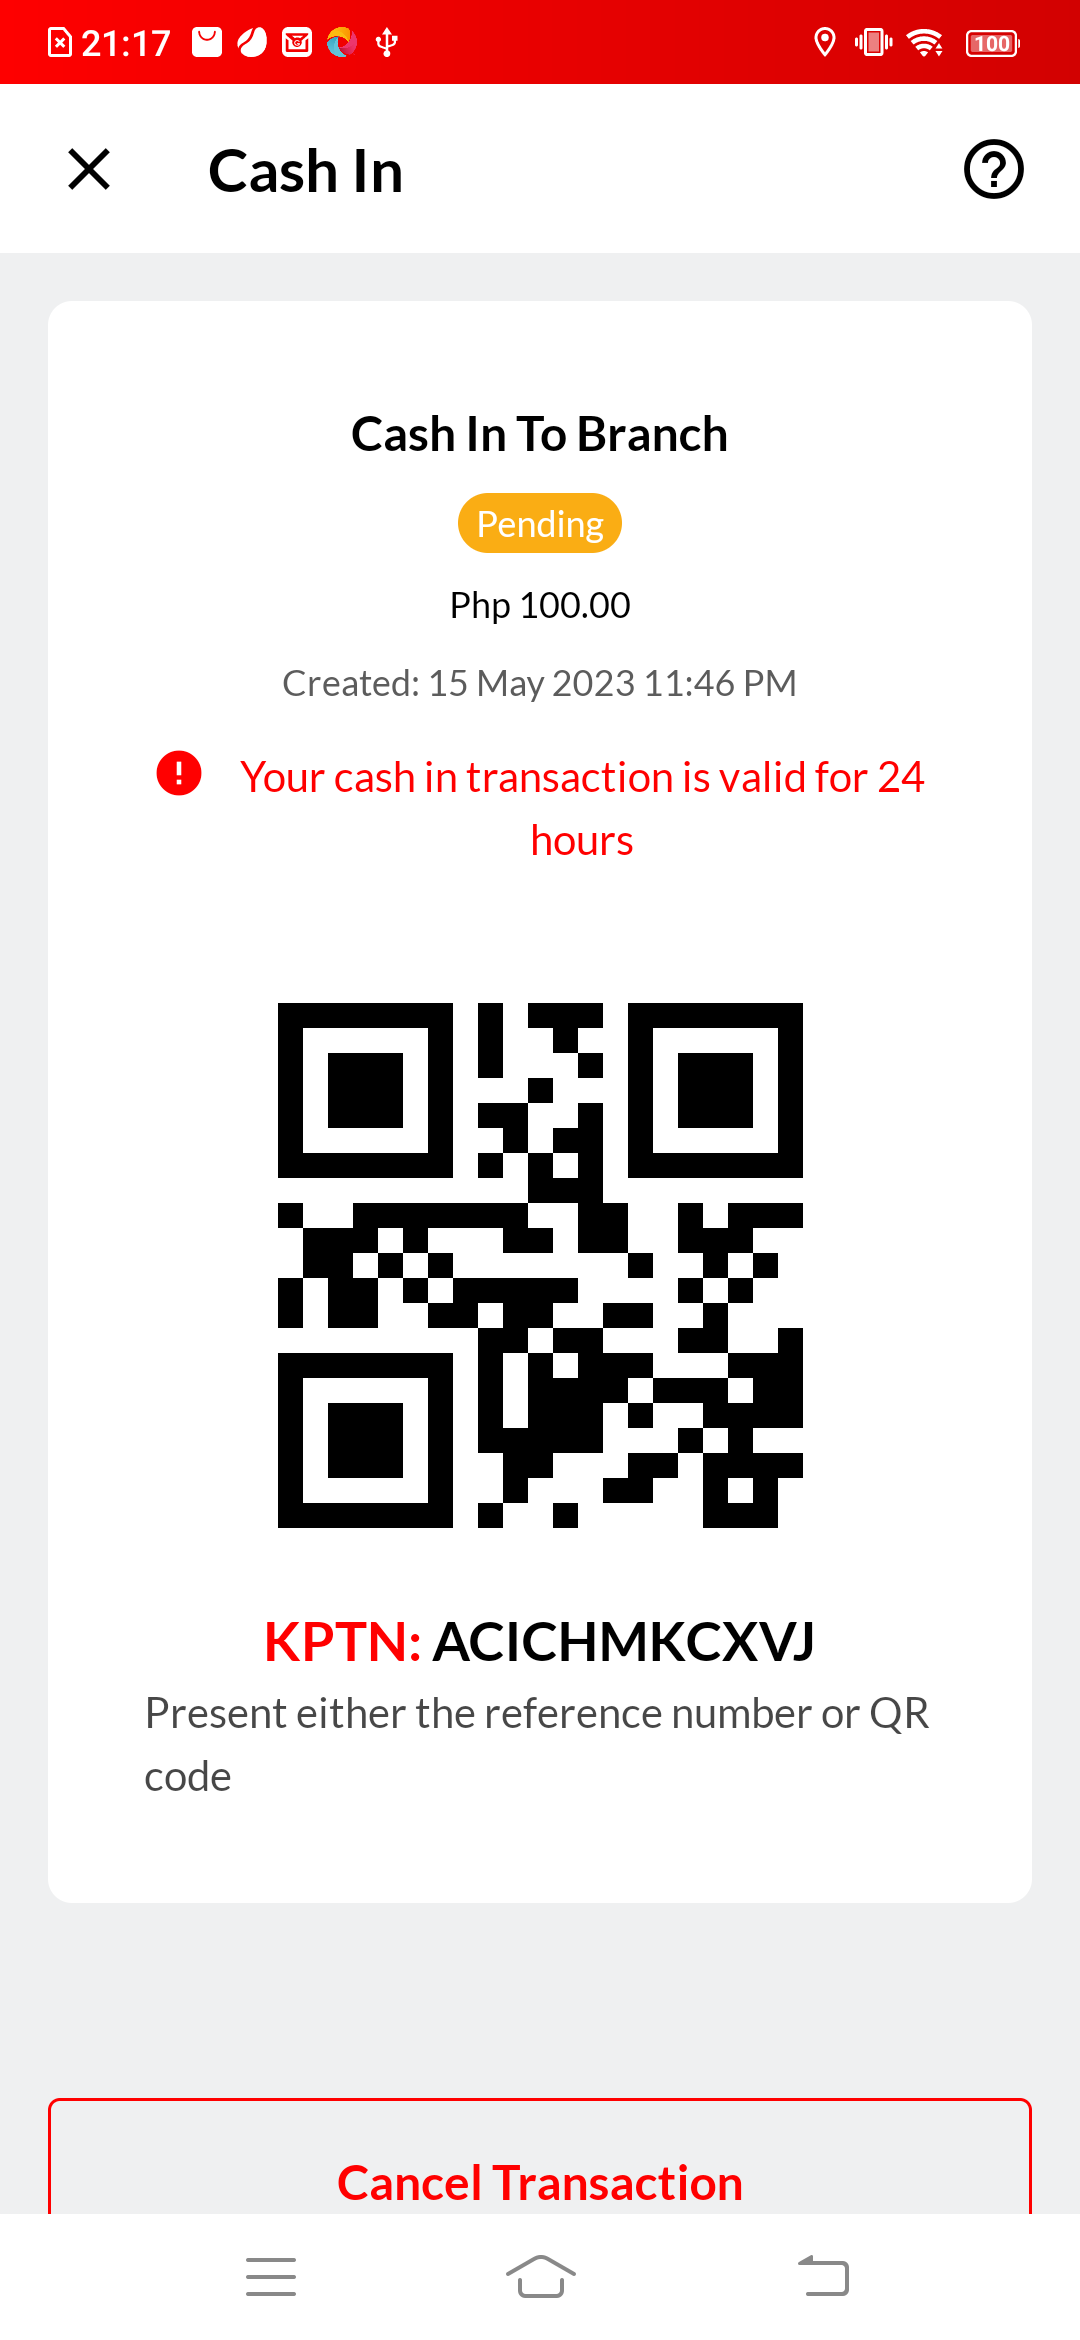 21:17
100
Cash In
Cash In To Branch
Pending
Php 100.00
Created: 15 May 2023 11:46 PM
Your cash in transaction is valid for 24
hours
KPTN: ACICHMKCXVJ
Present either the reference number or QR
code
Cancel Transaction